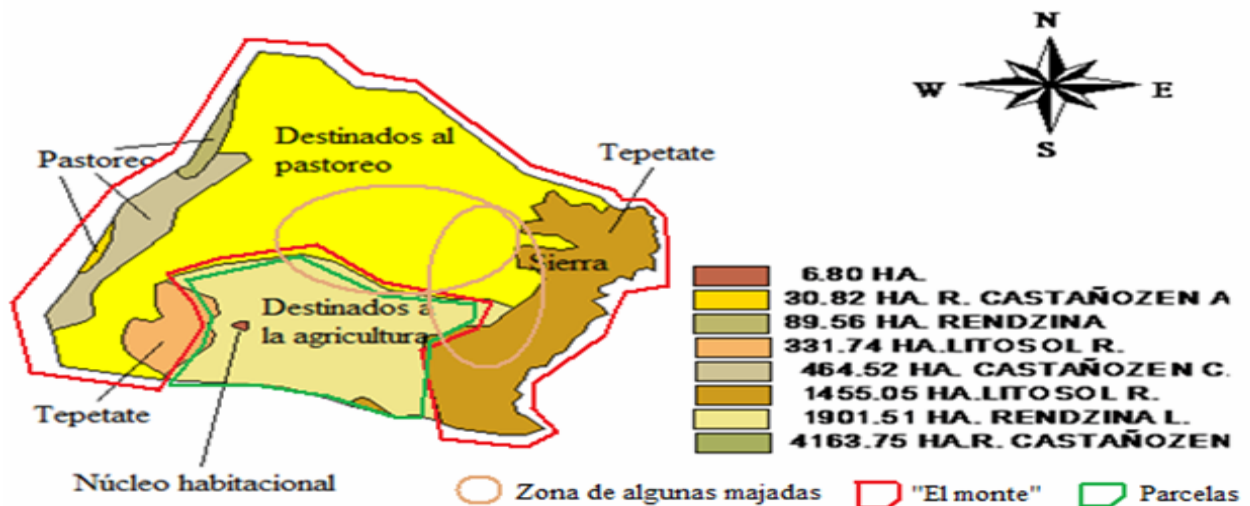 N
W
E
S
Destinados al
pastoreo
Pastoreo
Tepetate
Sierra
Destinados a
la agricultura
Tepetate
Núcleo habitacional
6.80 HA.
30.82 HA. R. CASTAÑOZEN A
89.56 HA. RENDZINA
331.74 HA.LITOSOL R.
464.52 HA. CASTAÑOZEN C.
1455.05 HA.LITOSOL R.
1901.51 HA. RENDZINA L.
4163.75 HA.R. CASTAÑOZEN
Zona de algunas majadas
"El monte"
Parcelas